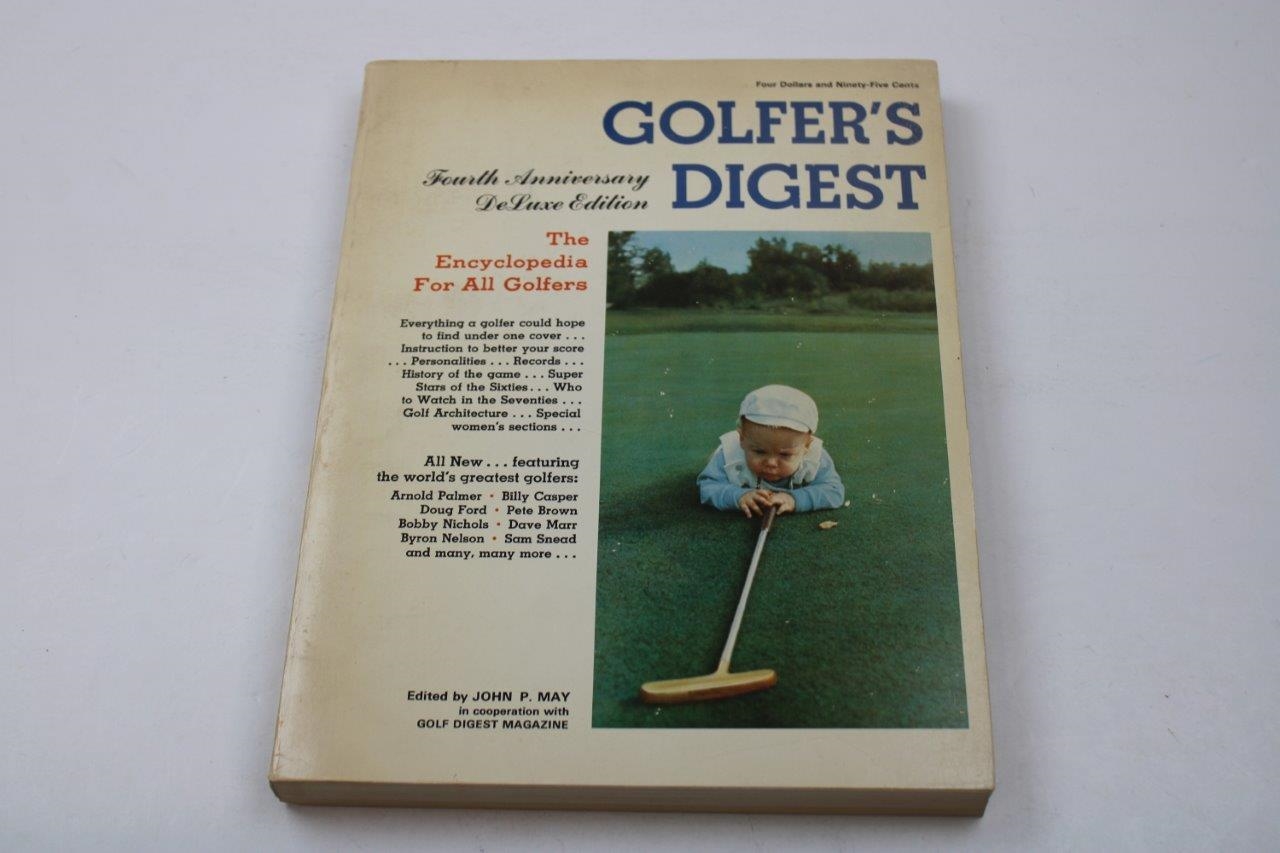 Four Dollars and Ninety-Five Cents
GOLFER'S
DIGEST
Fourth Anniversary
DeLuxe Edition
The
Encyclopedia
For All Golfers
Everything a golfer could hope
to find under one cover . . .
Instruction to better your score
. . . Personalities . . . Records . . .
History of the game . . . Super
Stars of the Sixties . . . Who
to Watch in the Seventies . . .
Golf Architecture . . . Special
women's sections . . .
All New . . . featuring
the world's greatest golfers:
Arnold Palmer • Billy Casper
Doug Ford • Pete Brown
Bobby Nichols • Dave Marr
Byron Nelson • Sam Snead
and many, many more . . .
Edited by JOHN P. MAY
in cooperation with
GOLF DIGEST MAGAZINE